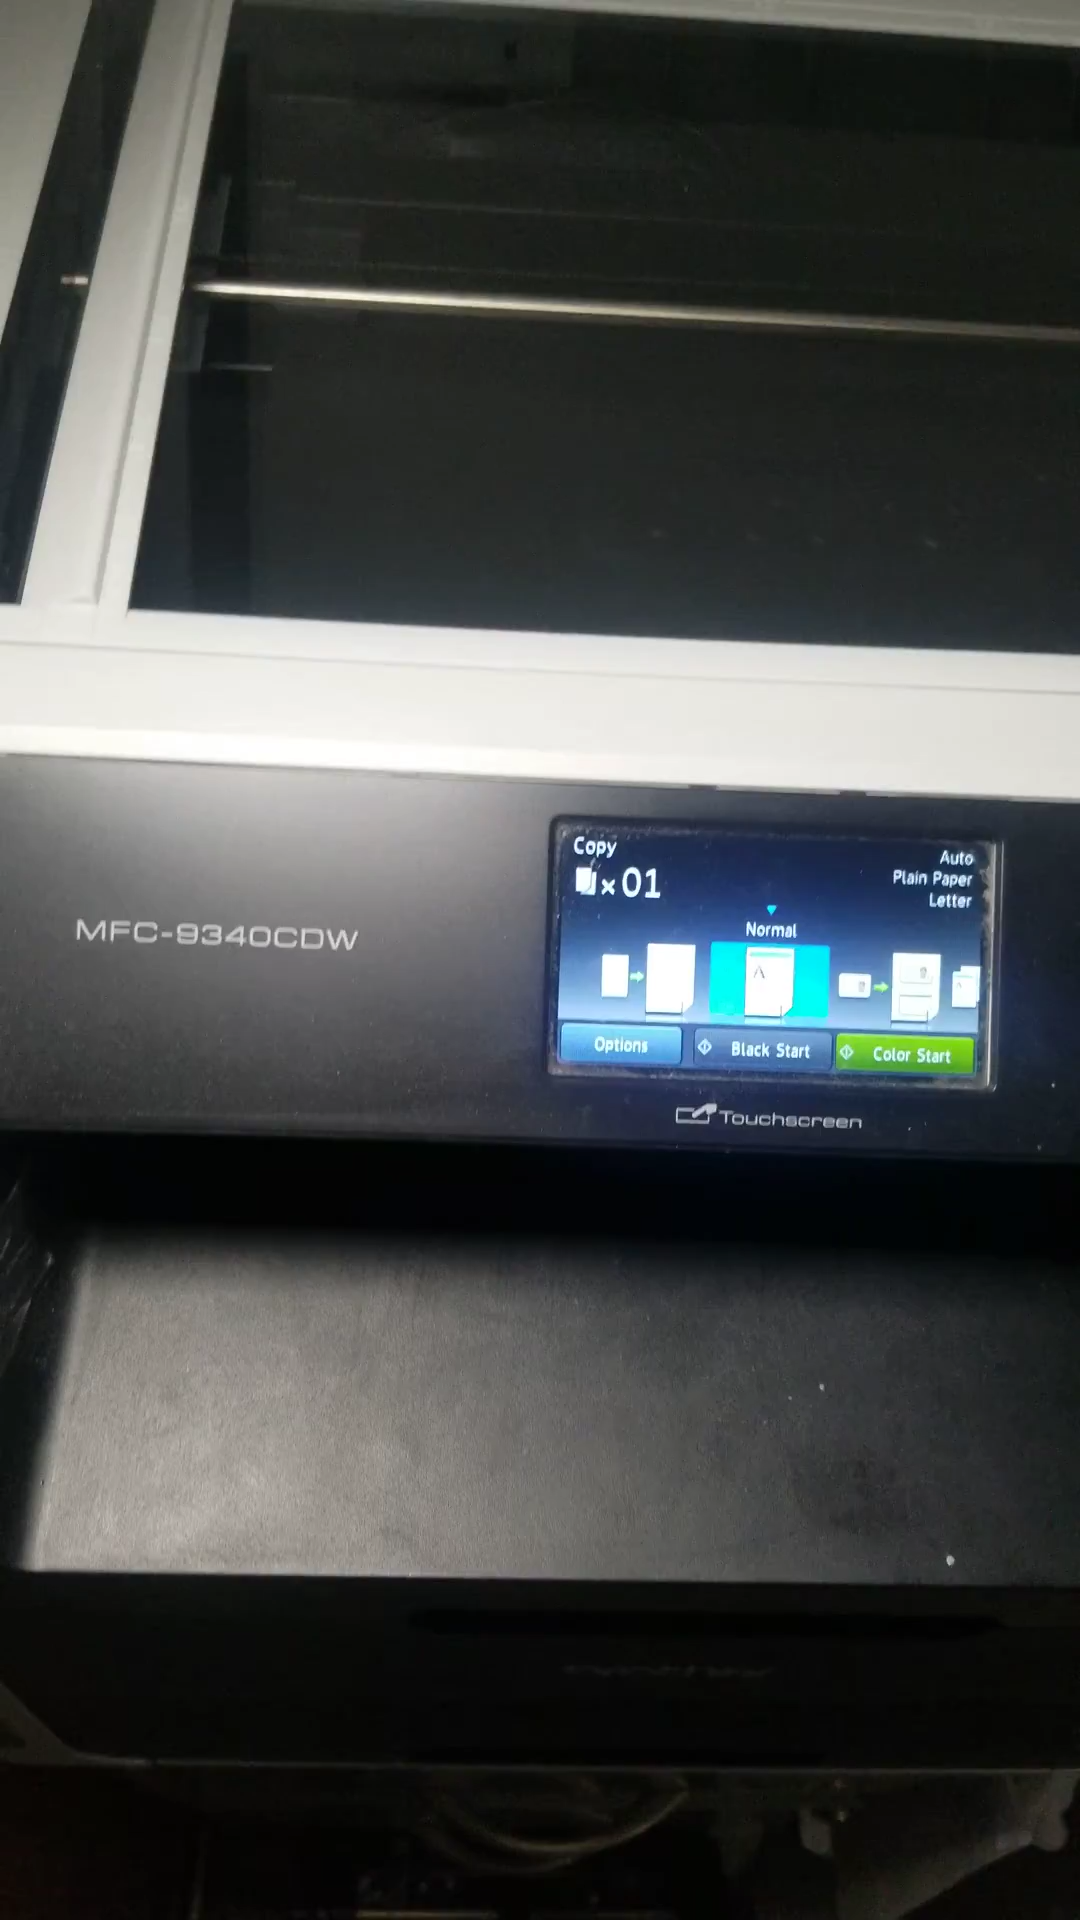 Copy
Auto
x 01
Plain Paper
Letter
Normal
MFC-9340CDW
A
Options
Black Start
Color Start
Touchscreen